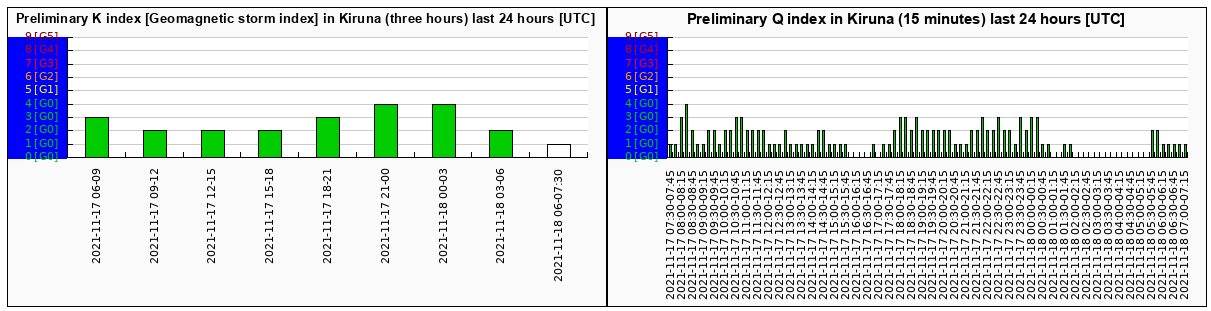 Preliminary K index [Geomagnetic storm index] in Kiruna (three hours) last 24 hours [UTC]
9 [G5]
8 [G4]
7 [G3]
6 [G2]
5 [G1]
4 [G0]
3 [G0]
2 [G0]
1 [G0]
0 [G0]
2021-11-17 06-09
2021-11-17 09-12
2021-11-17 12-15
2021-11-17 15-18
2021-11-17 18-21
2021-11-17 21-00
2021-11-18 00-03
2021-11-18 03-06
2021-11-18 06-07:30
Preliminary Q index in Kiruna (15 minutes) last 24 hours [UTC]
9 [G5]
8 [G4]
7 [G3]
6 [G2]
5 [G1]
4 [G0]
3 [G0]
2 [G0]
1 [G0]
0 [G0]
2021-11-17 07:30-07:45
2021-11-17 08:00-08:15
2021-11-17 08:30-08:45
2021-11-17 09:00-09:15
2021-11-17 09:30-09:45
2021-11-17 10:00-10:15
2021-11-17 10:30-10:45
2021-11-17 11:00-11:15
2021-11-17 11:30-11:45
2021-11-17 12:00-12:15
2021-11-17 12:30-12:45
2021-11-17 13:00-13:15
2021-11-17 13:30-13:45
2021-11-17 14:00-14:15
2021-11-17 14:30-14:45
2021-11-17 15:00-15:15
2021-11-17 15:30-15:45
2021-11-17 16:00-16:15
2021-11-17 16:30-16:45
2021-11-17 17:00-17:15
2021-11-17 17:30-17:45
2021-11-17 18:00-18:15
2021-11-17 18:30-18:45
2021-11-17 19:00-19:15
2021-11-17 19:30-19:45
2021-11-17 20:00-20:15
2021-11-17 20:30-20:45
2021-11-17 21:00-21:15
2021-11-17 21:30-21:45
2021-11-17 22:00-22:15
2021-11-17 22:30-22:45
2021-11-17 23:00-23:15
2021-11-17 23:30-23:45
2021-11-18 00:00-00:15
2021-11-18 00:30-00:45
2021-11-18 01:00-01:15
2021-11-18 01:30-01:45
2021-11-18 02:00-02:15
2021-11-18 02:30-02:45
2021-11-18 03:00-03:15
2021-11-18 03:30-03:45
2021-11-18 04:00-04:15
2021-11-18 04:30-04:45
2021-11-18 05:00-05:15
2021-11-18 05:30-05:45
2021-11-18 06:00-06:15
2021-11-18 06:30-06:45
2021-11-18 07:00-07:15